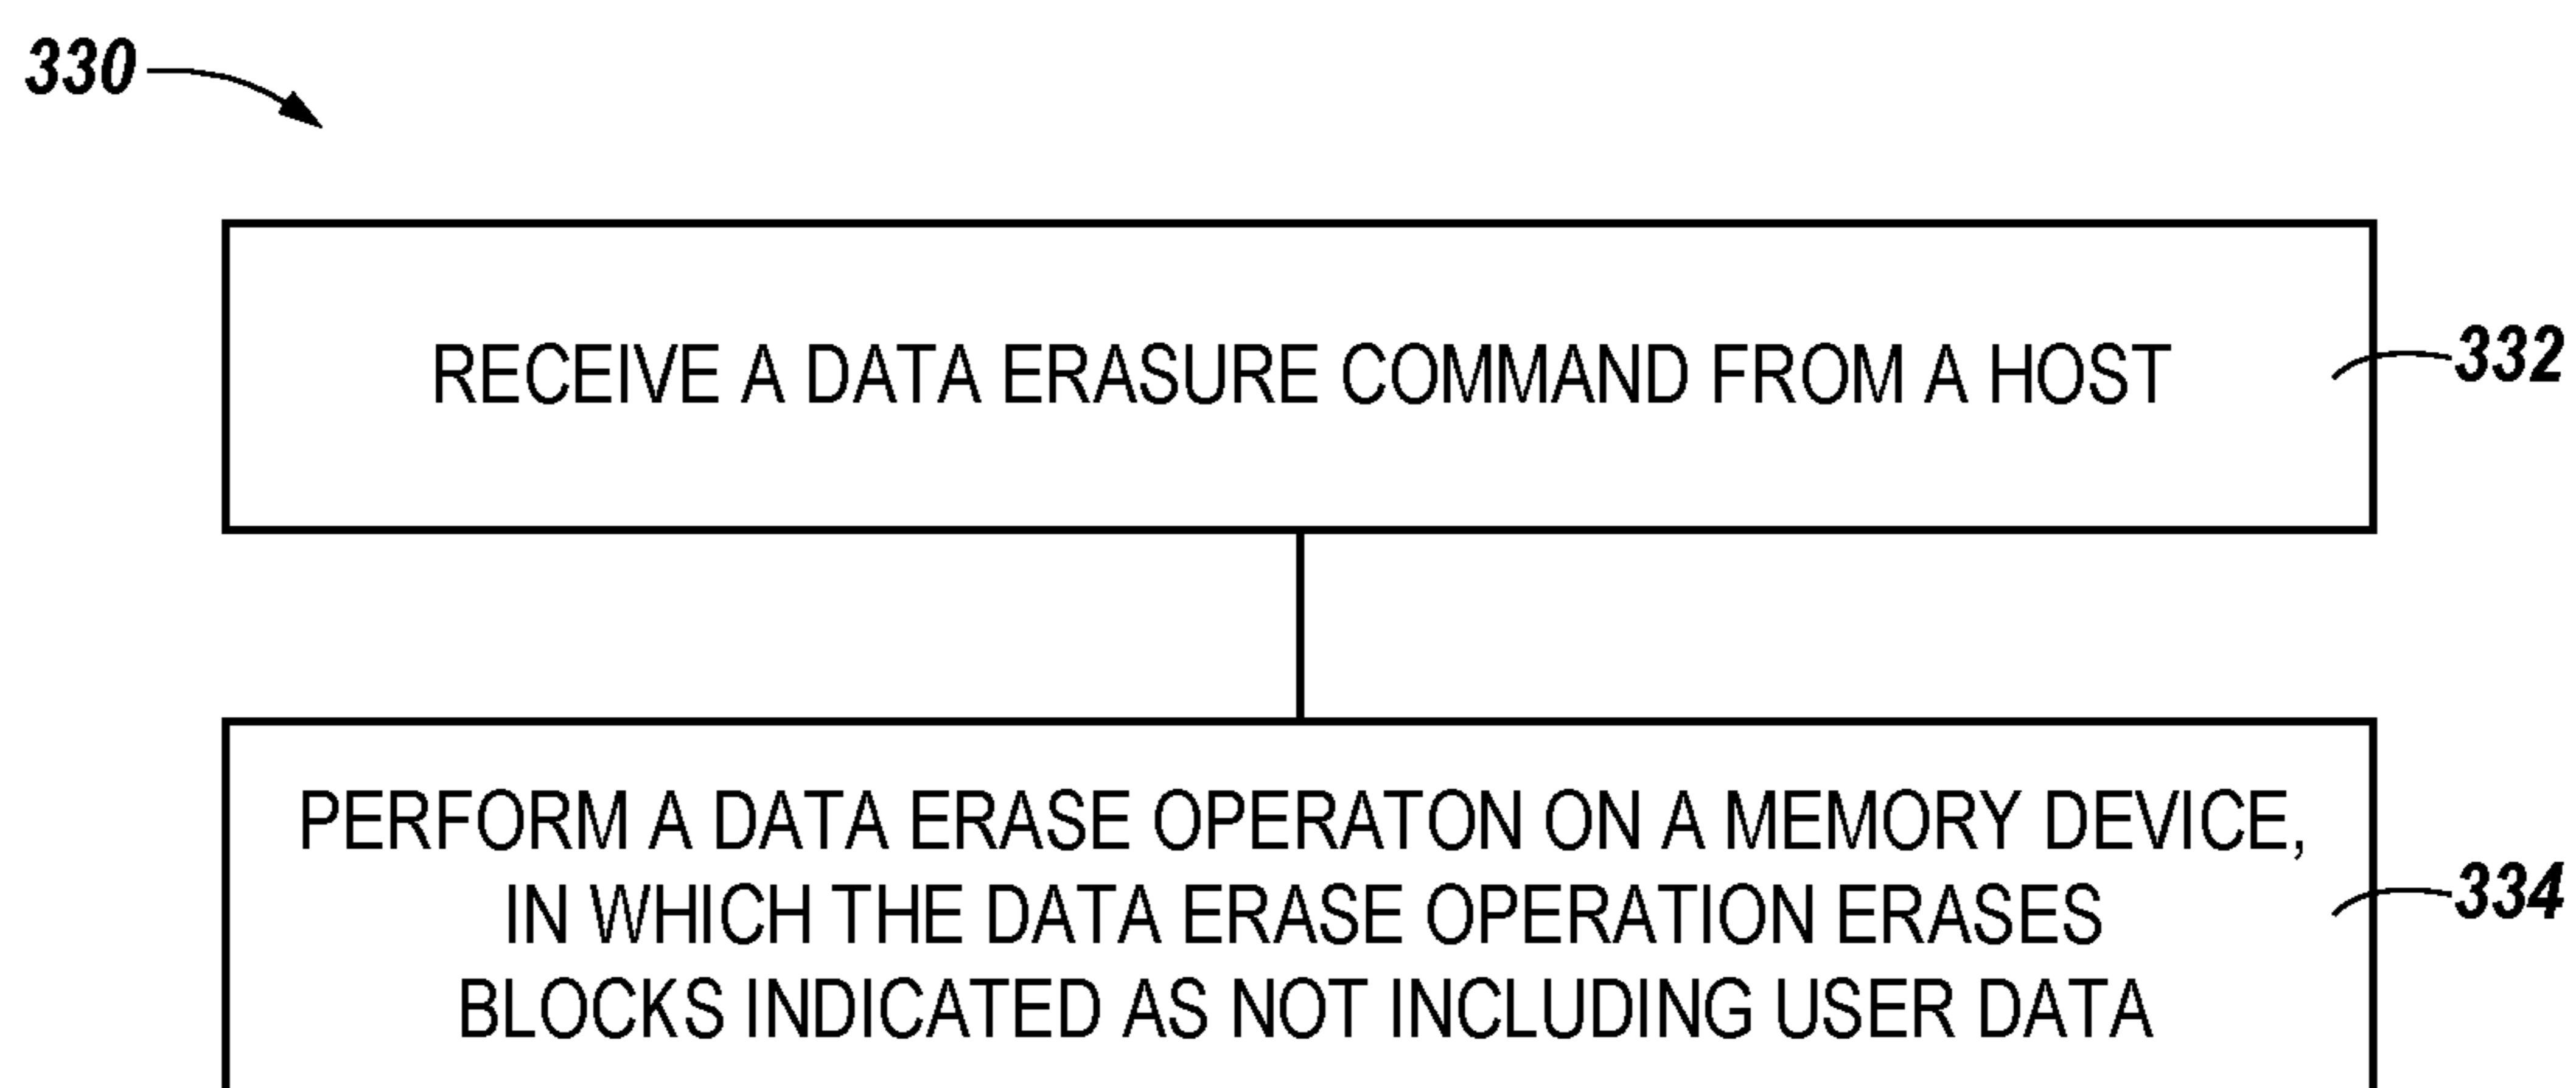 330
RECEIVE A DATA ERASURE COMMAND FROM A HOST
332
PERFORM A DATA ERASE OPERATON ON A MEMORY DEVICE,
IN WHICH THE DATA ERASE OPERATION ERASES
BLOCKS INDICATED AS NOT INCLUDING USER DATA
334